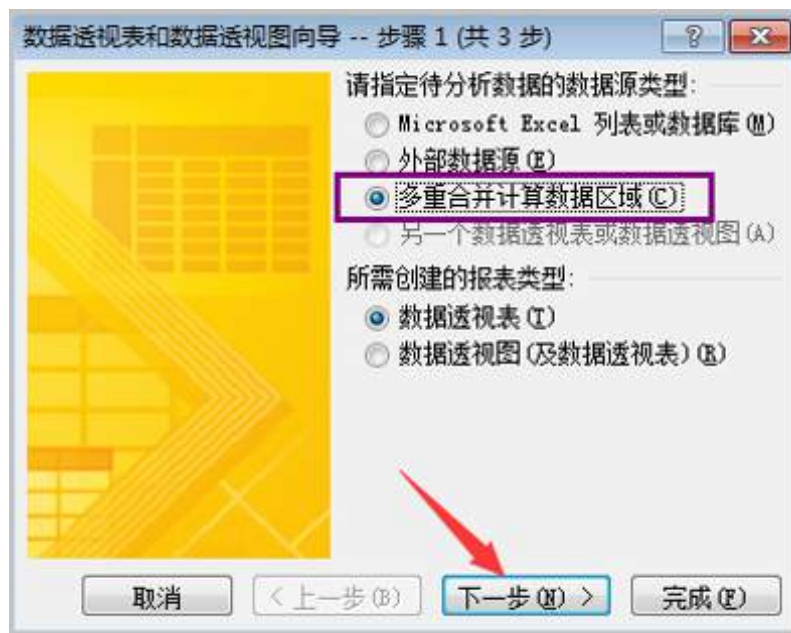 数据透视表和数据透视图向导 -- 步骤 1 (共 3 步)
请指定待分析数据的数据源类型:
Microsoft Excel 列表或数据库(M)
外部数据源(E)
多重合并计算数据区域(C)
另一个数据透视表或数据透视图(A)
所需创建的报表类型:
数据透视表(T)
数据透视图(及数据透视表)(R)
取消
<上一步(B)
下一步(N) >
完成(F)